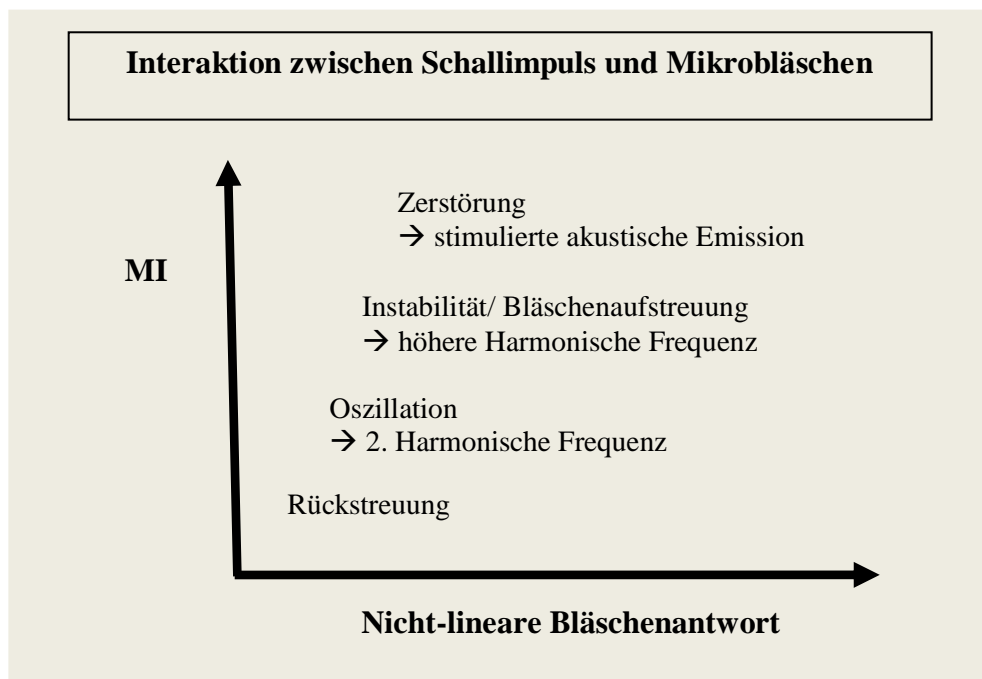 Interaktion zwischen Schallimpuls und Mikrobläschen
Zerstörung
→ stimulierte akustische Emission
MI
Instabilität/ Bläschenaufstreuung
→ höhere Harmonische Frequenz
Oszillation
→ 2. Harmonische Frequenz
Rückstreuung
Nicht-lineare Bläschenantwort